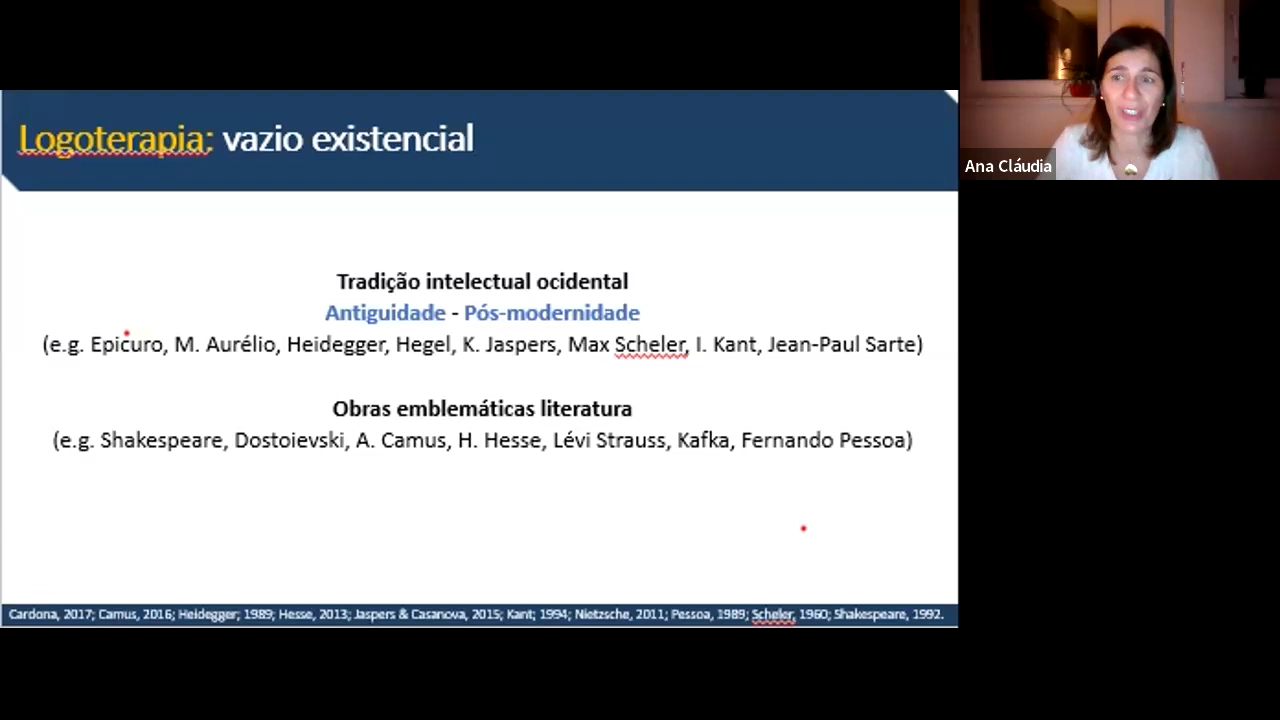 Logoterapia: vazio existencial
Ana Cláudia
Tradição intelectual ocidental
Antiguidade - Pós-modernidade
(e.g. Epicuro, M. Aurélio, Heidegger, Hegel, K. Jaspers, Max Scheler, I. Kant, Jean-Paul Sarte)
Obras emblemáticas literatura
(e.g. Shakespeare, Dostoievski, A. Camus, H. Hesse, Lévi Strauss, Kafka, Fernando Pessoa)
Cardona, 2017; Camus, 2016; Heidegger; 1989; Hesse, 2013; Jaspers & Casanova, 2015; Kant; 1994; Nietzsche, 2011; Pessoa, 1989; Scheler, 1960; Shakespeare, 1992.